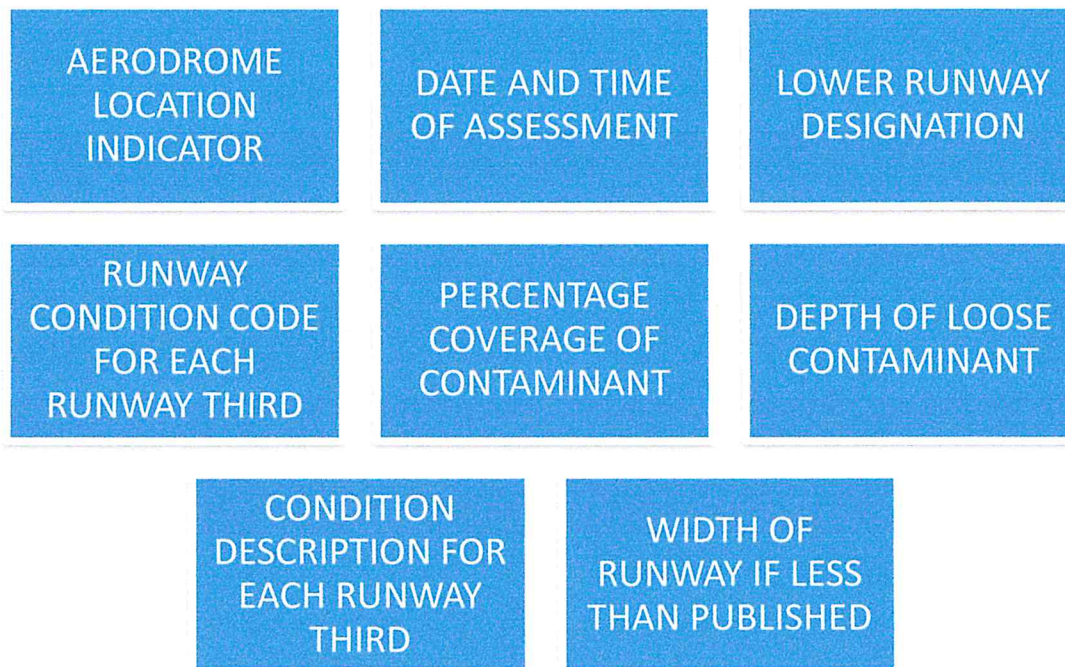 AERODROME
LOCATION
INDICATOR
DATE AND TIME
OF ASSESSMENT
LOWER RUNWAY
DESIGNATION
RUNWAY
CONDITION CODE
FOR EACH
RUNWAY THIRD
PERCENTAGE
COVERAGE OF
CONTAMINANT
DEPTH OF LOOSE
CONTAMINANT
CONDITION
DESCRIPTION FOR
EACH RUNWAY
THIRD
WIDTH OF
RUNWAY IF LESS
THAN PUBLISHED